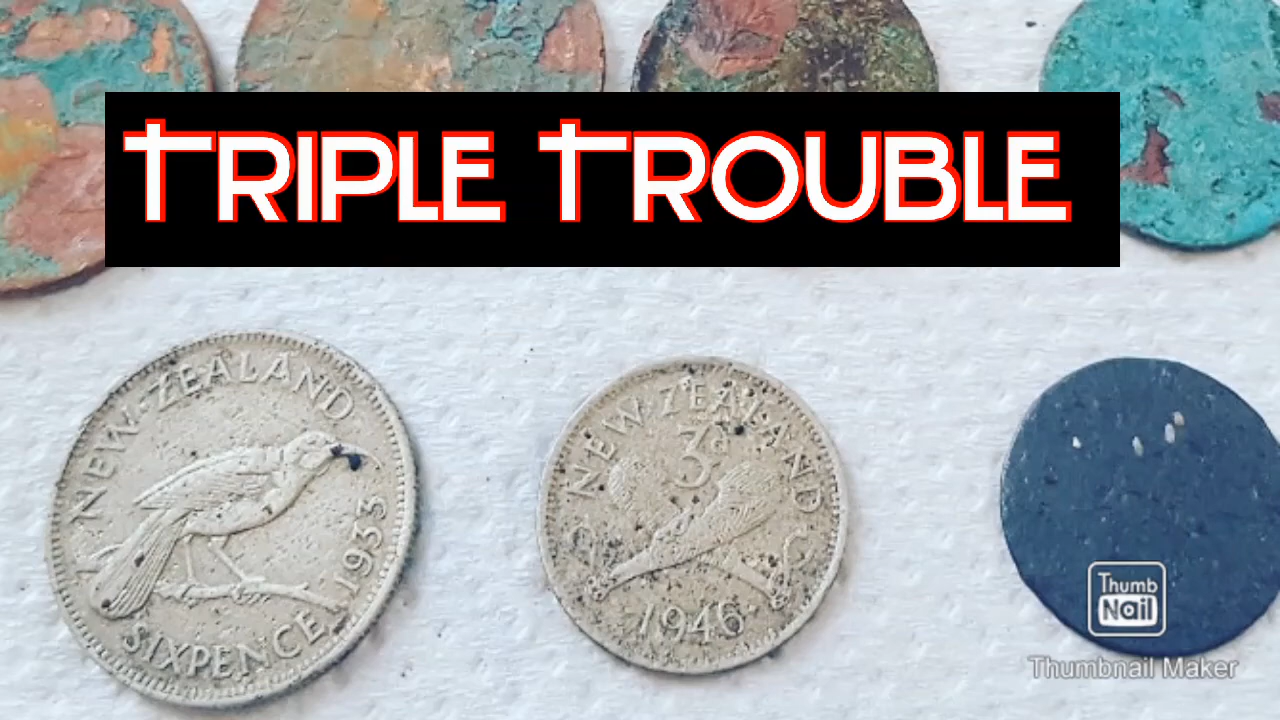 TRIPLE TROUBLE
NEW·ZEALAND
1933
SIXPENCE
NEW ZEALAND
3d
1946
Thumb
Nail
Thumbnail Maker